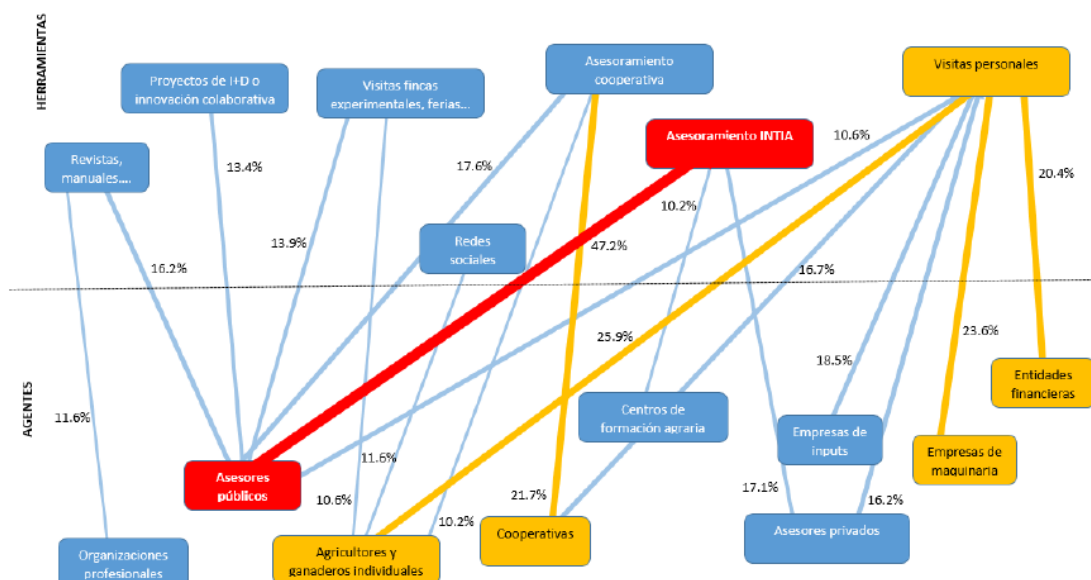 HERRAMIENTAS
Proyectos de I+D o
innovación colaborativa
Visitas fincas
experimentales, ferias...
Asesoramiento
cooperativa
Visitas personales
Revistas,
manuales....
Asesoramiento INTIA
Redes
sociales
13.4%
17.6%
10.6%
20.4%
10.2%
13.9%
47.2%
16.2%
16.7%
AGENTES
25.9%
23.6%
18.5%
11.6%
11.6%
10.6%
10.2%
21.7%
17.1%
16.2%
Entidades
financieras
Centros de
formación agraria
Empresas de
inputs
Empresas de
maquinaria
Asesores
públicos
Cooperativas
Asesores privados
Organizaciones
profesionales
Agricultores y
ganaderos individuales